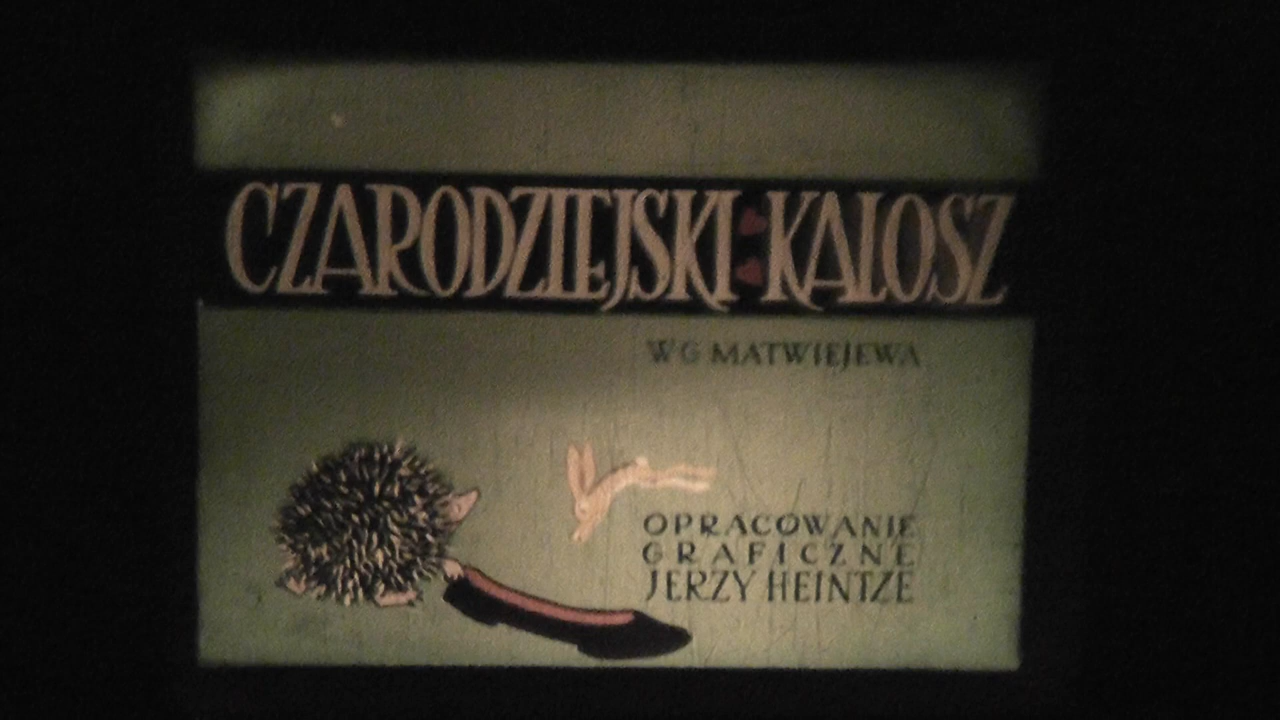 CZARODZIEJSKI KALOSZ
WG MATWIEJEWA
OPRACOWANIE
GRAFICZNE
JERZY HEINTZE